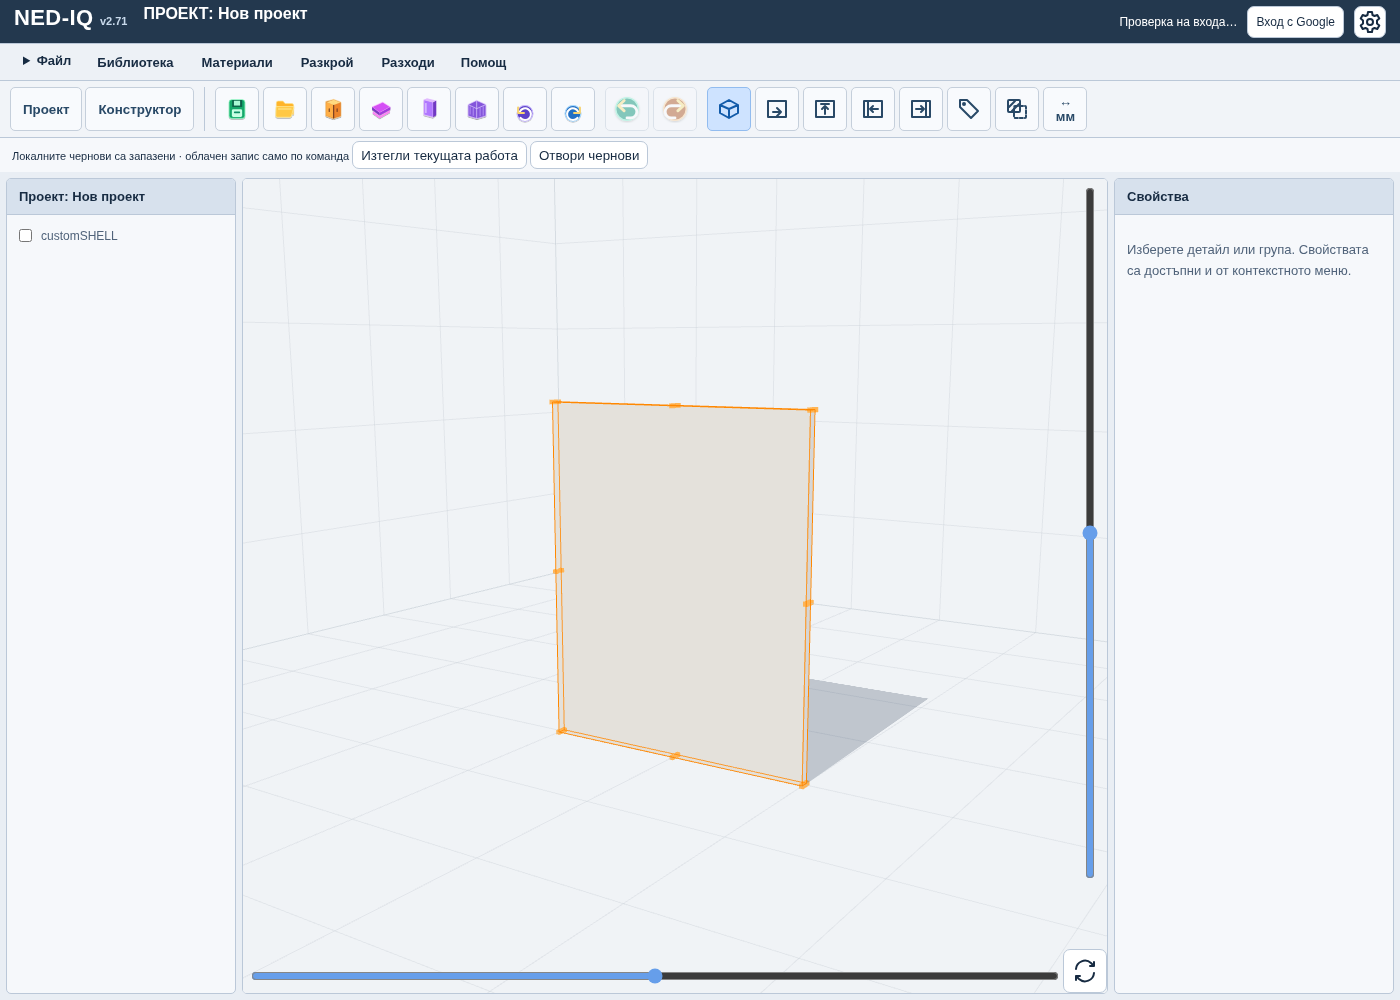 NED-IQ v2.71 ПРОЕКТ: Нов проект Проверка на входа… Вход с Google
Файл Библиотека Материали Разкрой Разходи Помощ
Проект Конструктор ↔ мм
Локалните чернови са запазени · облачен запис само по команда Изтегли текущата работа Отвори чернови
Проект: Нов проект
customSHELL
Свойства
Изберете детайл или група. Свойствата
са достъпни и от контекстното меню.